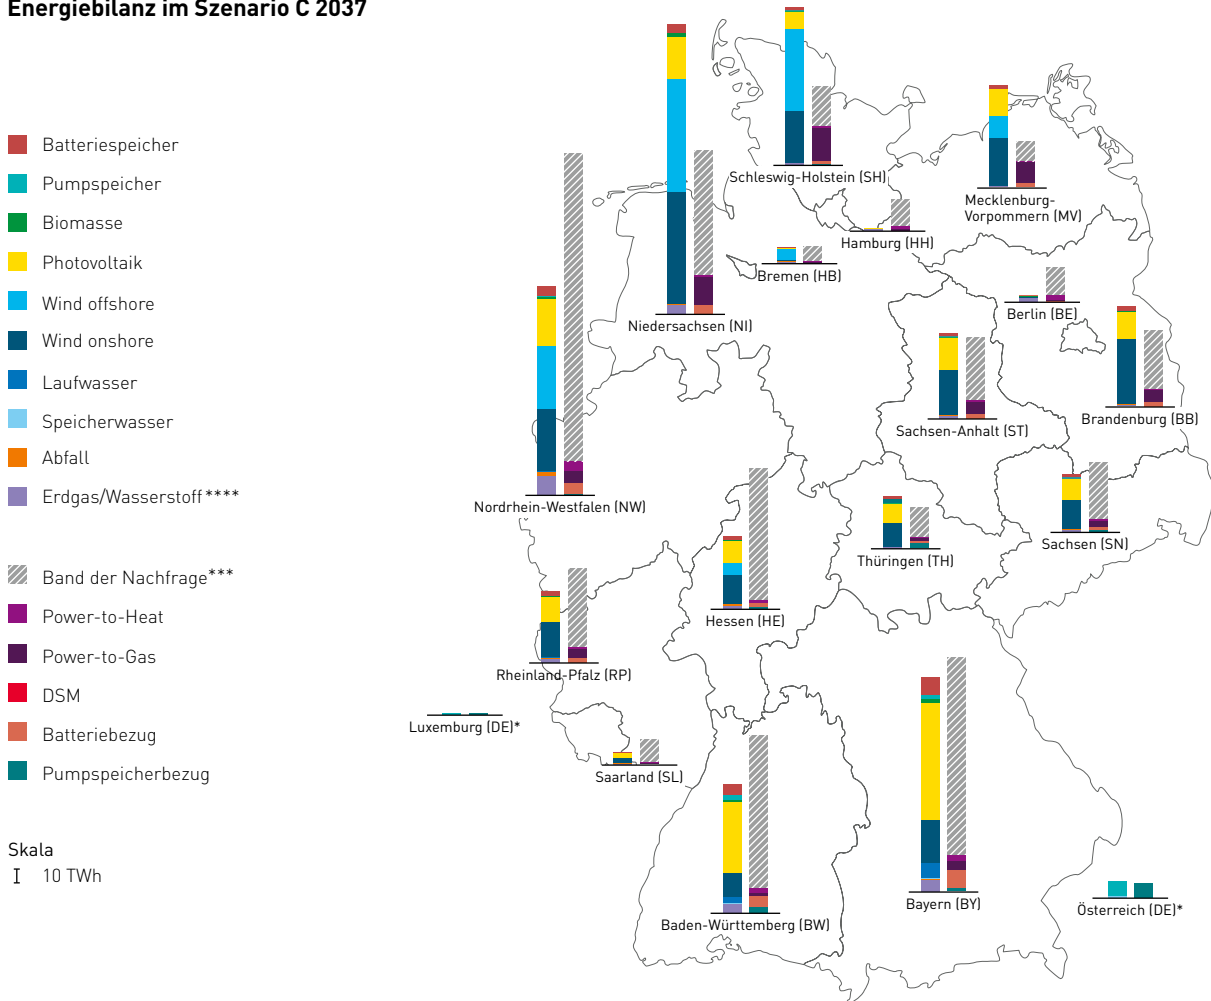 Energiebilanz im Szenario C 2037
Batteriespeicher
Pumpspeicher
Biomasse
Photovoltaik
Wind offshore
Wind onshore
Laufwasser
Speicherwasser
Abfall
Erdgas/Wasserstoff****
Band der Nachfrage***
Power-to-Heat
Power-to-Gas
DSM
Batteriebezug
Pumpspeicherbezug
Skala
10 TWh
Schleswig-Holstein (SH)
Mecklenburg-
Vorpommern (MV)
Hamburg (HH)
Bremen (HB)
Niedersachsen (NI)
Berlin (BE)
Brandenburg (BB)
Sachsen-Anhalt (ST)
Nordrhein-Westfalen (NW)
Sachsen (SN)
Thüringen (TH)
Hessen (HE)
Rheinland-Pfalz (RP)
Luxemburg (DE)*
Saarland (SL)
Bayern (BY)
Österreich (DE)*
Baden-Württemberg (BW)